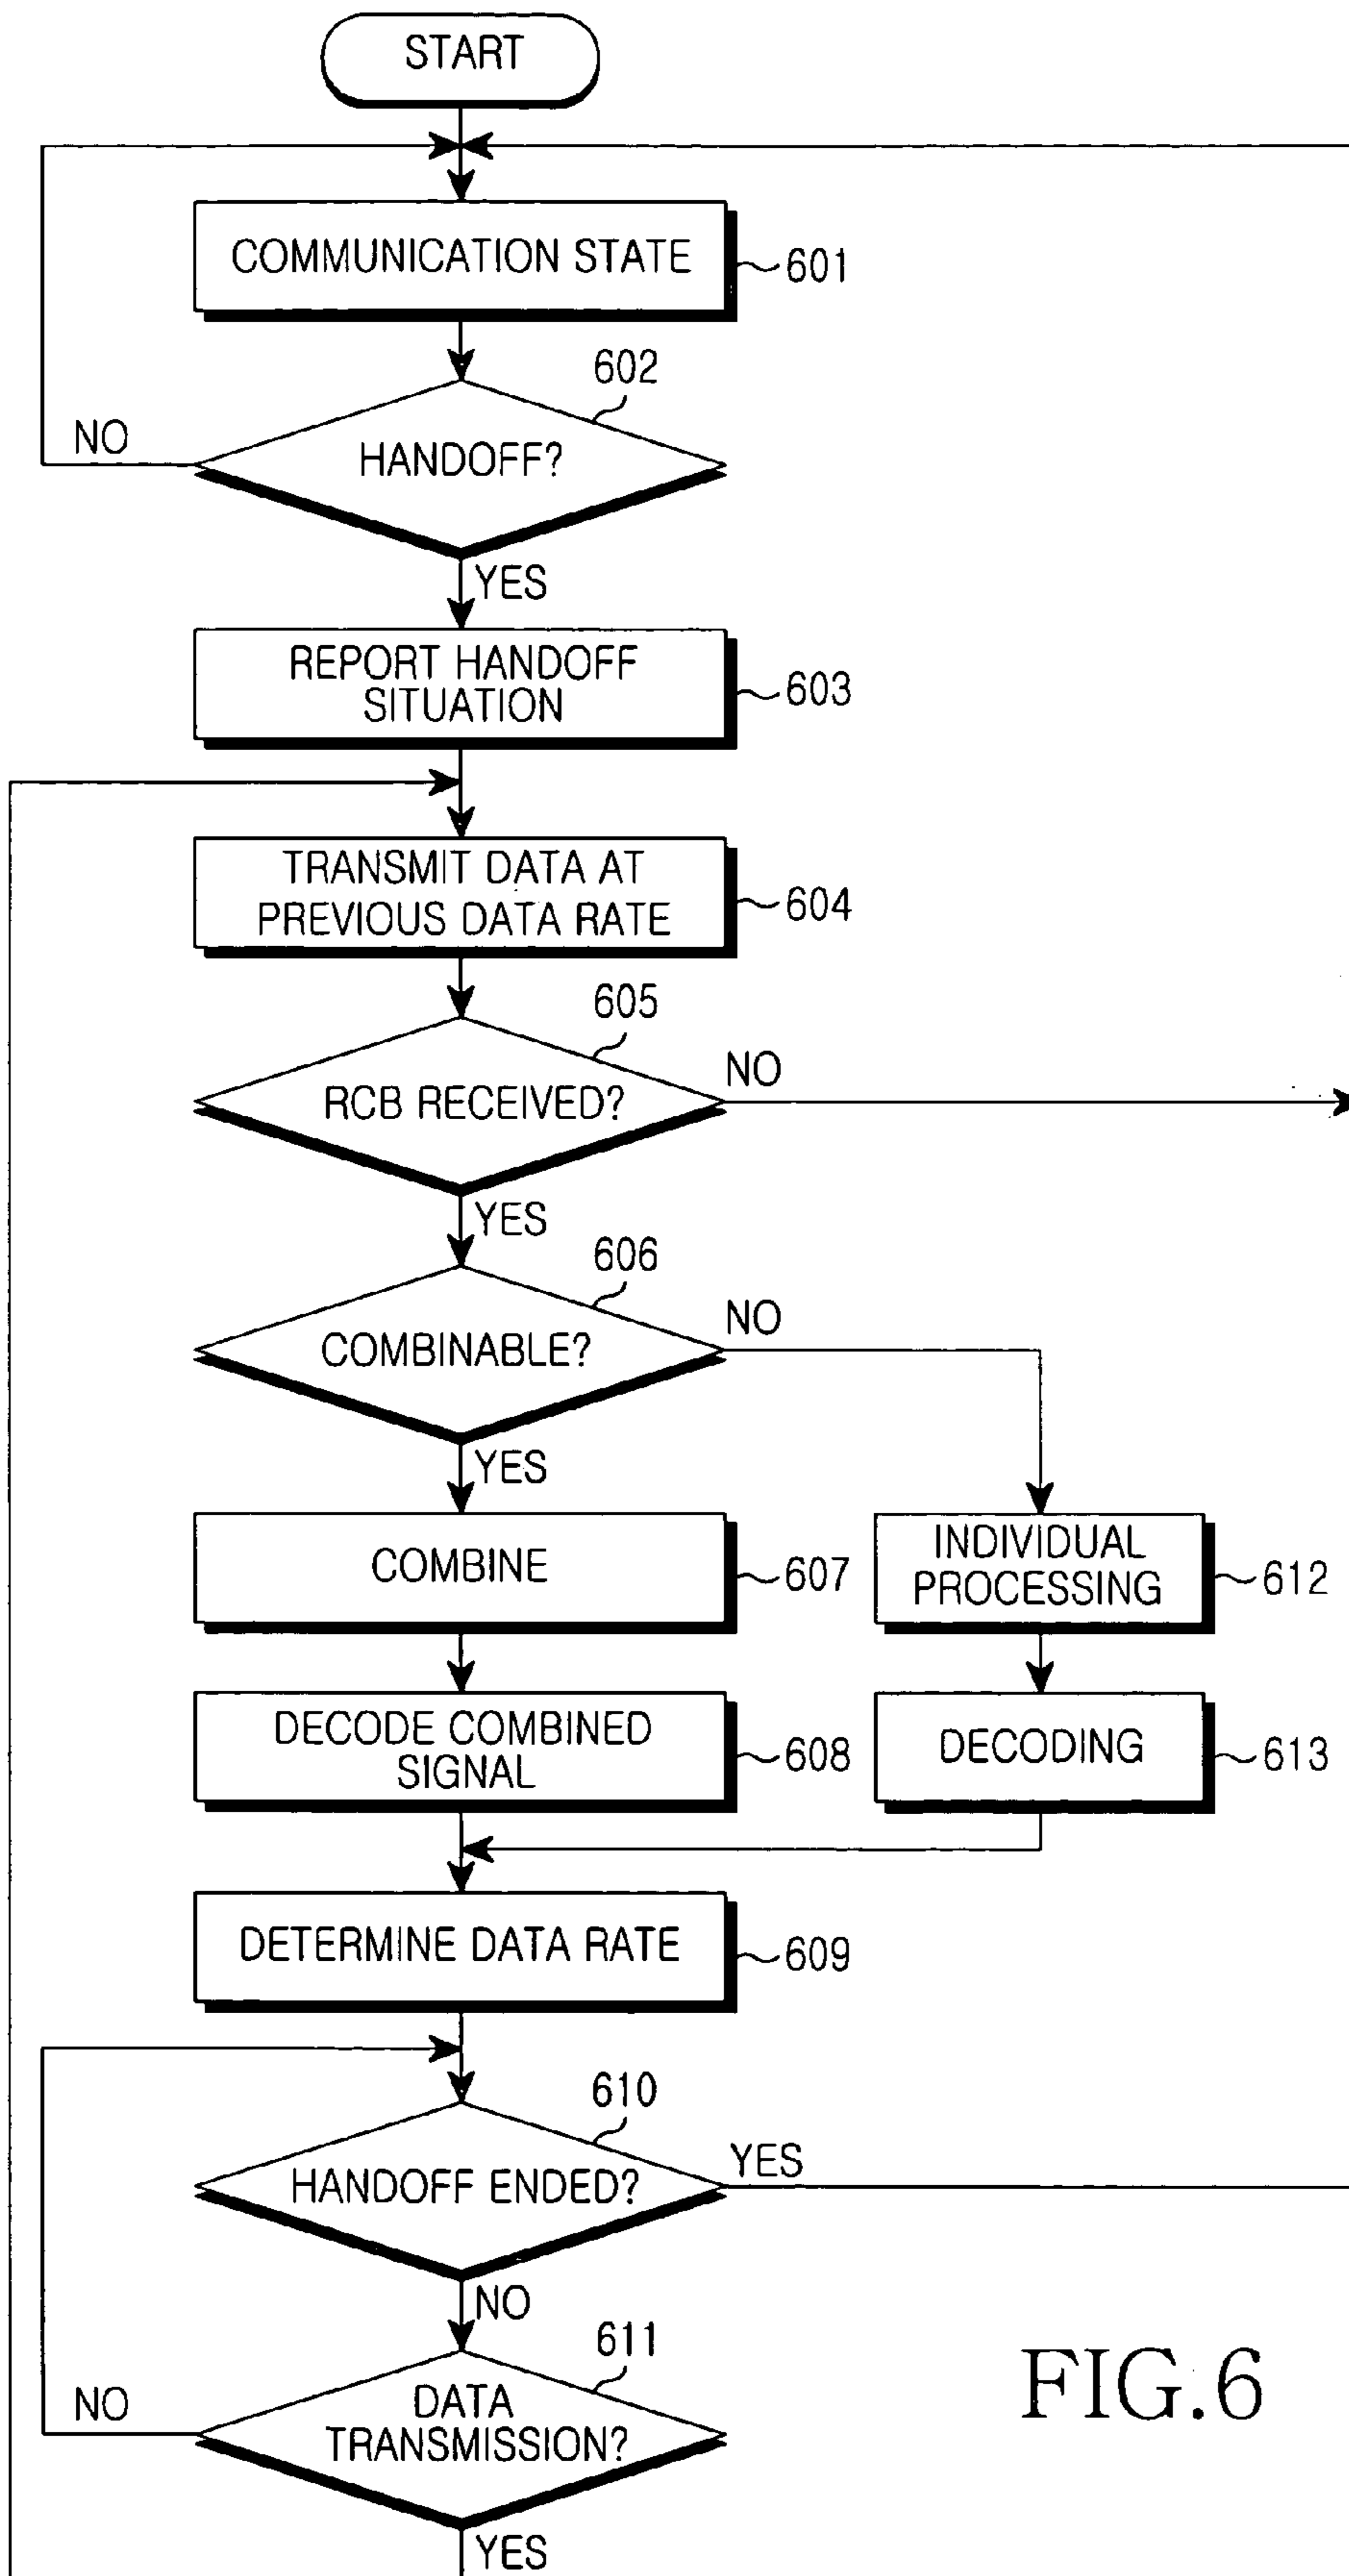 START
COMMUNICATION STATE
601
602
HANDOFF?
NO
YES
REPORT HANDOFF
SITUATION
603
TRANSMIT DATA AT
PREVIOUS DATA RATE
604
605
RCB RECEIVED?
NO
YES
606
COMBINABLE?
NO
YES
COMBINE
607
INDIVIDUAL
PROCESSING
612
DECODE COMBINED
SIGNAL
608
DECODING
613
DETERMINE DATA RATE
609
610
HANDOFF ENDED?
YES
NO
611
DATA
TRANSMISSION?
NO
YES
FIG.6